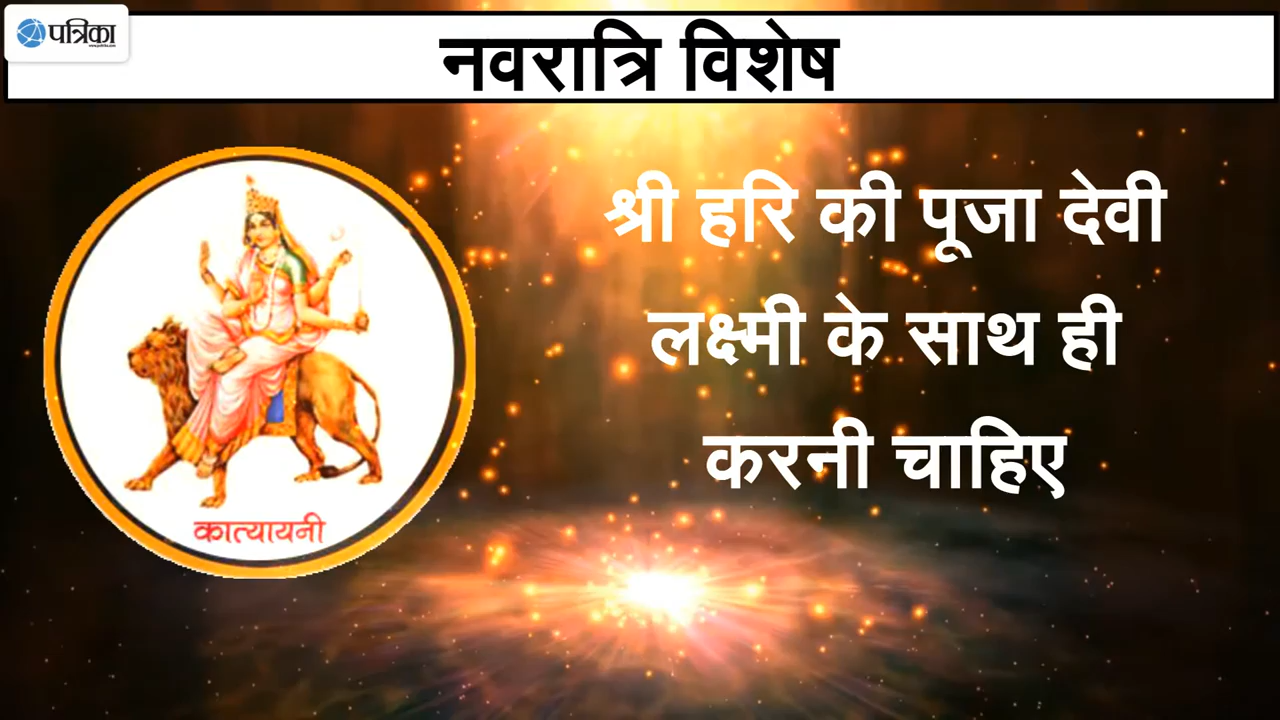 पत्रिका
नवरात्रि विशेष
श्री हरि की पूजा देवी
लक्ष्मी के साथ ही
करनी चाहिए
कात्यायनी